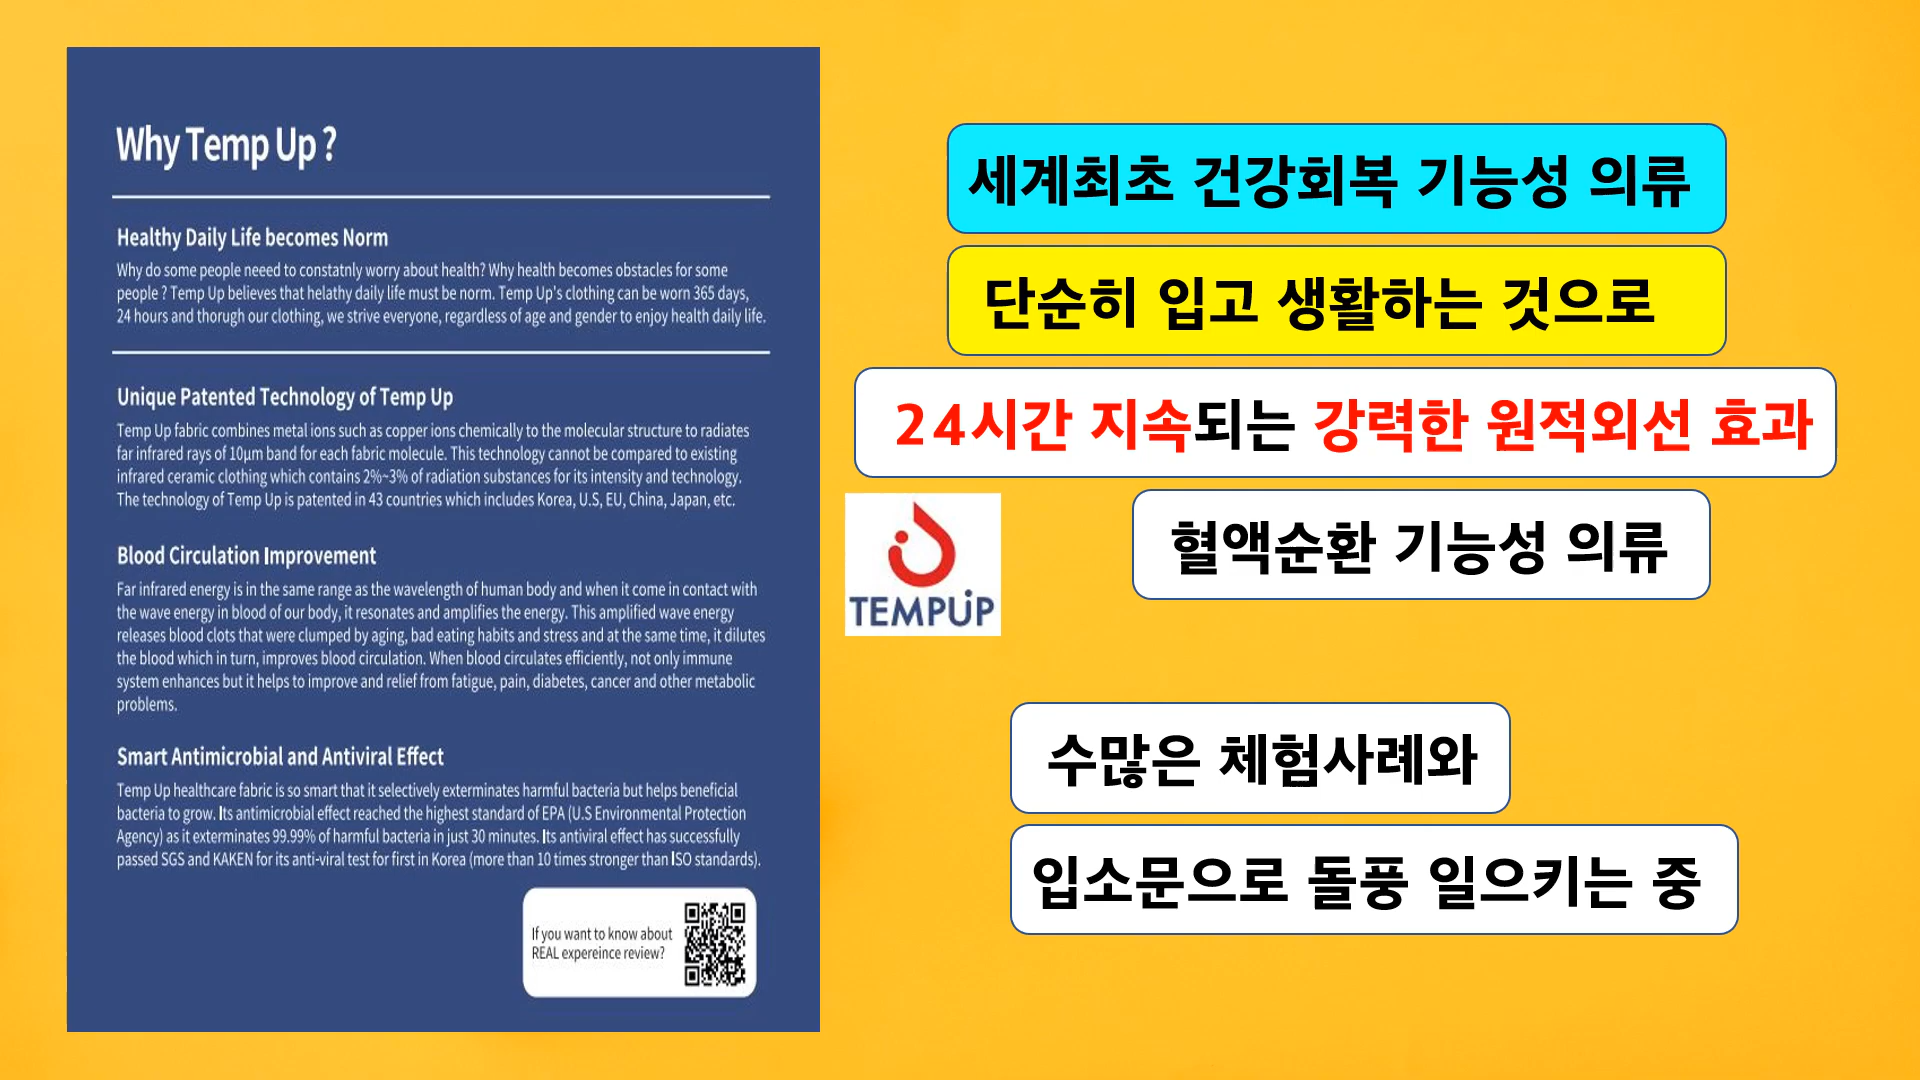 Why Temp Up ?
Healthy Daily Life becomes Norm
Why do some people neeed to constatnly worry about health? Why health becomes obstacles for some
people ? Temp Up believes that helathy daily life must be norm. Temp Up's clothing can be worn 365 days,
24 hours and thorugh our clothing, we strive everyone, regardless of age and gender to enjoy health daily life.
Unique Patented Technology of Temp Up
Temp Up fabric combines metal ions such as copper ions chemically to the molecular structure to radiates
far infrared rays of 10μm band for each fabric molecule. This technology cannot be compared to existing
infrared ceramic clothing which contains 2%~3% of radiation substances for its intensity and technology.
The technology of Temp Up is patented in 43 countries which includes Korea, U.S, EU, China, Japan, etc.
Blood Circulation Improvement
Far infrared energy is in the same range as the wavelength of human body and when it come in contact with
the wave energy in blood of our body, it resonates and amplifies the energy. This amplified wave energy
releases blood clots that were clumped by aging, bad eating habits and stress and at the same time, it dilutes
the blood which in turn, improves blood circulation. When blood circulates efficiently, not only immune
system enhances but it helps to improve and relief from fatigue, pain, diabetes, cancer and other metabolic
problems.
Smart Antimicrobial and Antiviral Effect
Temp Up healthcare fabric is so smart that it selectively exterminates harmful bacteria but helps beneficial
bacteria to grow. Its antimicrobial effect reached the highest standard of EPA (U.S Environmental Protection
Agency) as it exterminates 99.99% of harmful bacteria in just 30 minutes. Its antiviral effect has successfully
passed SGS and KAKEN for its anti-viral test for first in Korea (more than 10 times stronger than ISO standards).
If you want to know about
REAL expereince review?
세계최초 건강회복 기능성 의류
단순히 입고 생활하는 것으로
24시간 지속되는 강력한 원적외선 효과
혈액순환 기능성 의류
TEMPUP
수많은 체험사례와
입소문으로 돌풍 일으키는 중